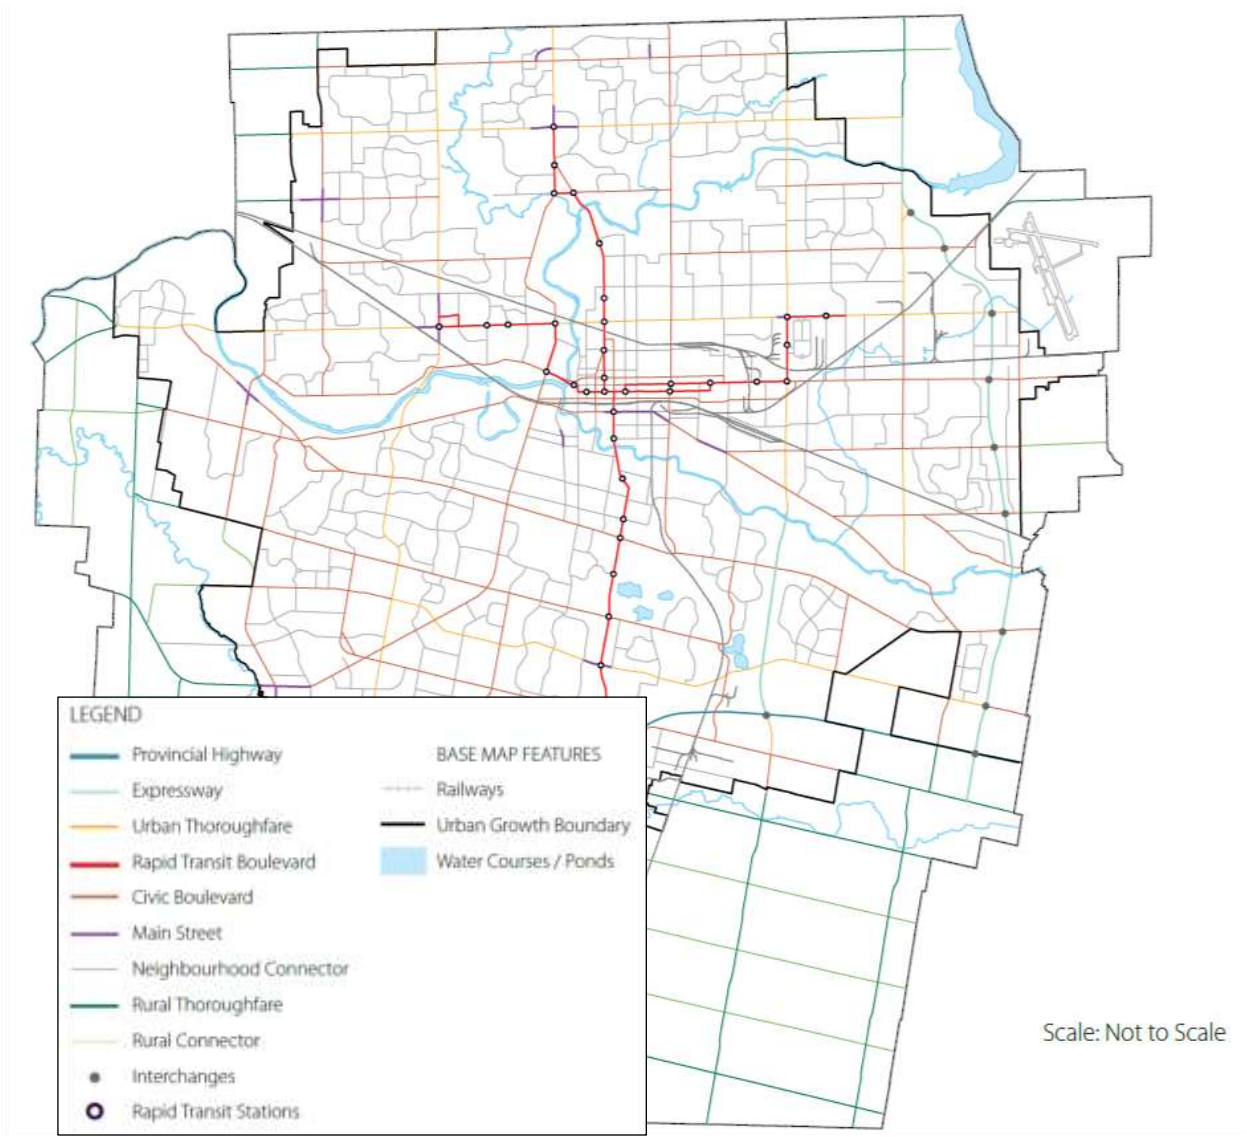 LEGEND
Provincial Highway
Expressway
Urban Thoroughfare
Rapid Transit Boulevard
Civic Boulevard
Main Street
Neighbourhood Connector
Rural Thoroughfare
Rural Connector
Interchanges
Rapid Transit Stations
BASE MAP FEATURES
Railways
Urban Growth Boundary
Water Courses / Ponds
Scale: Not to Scale